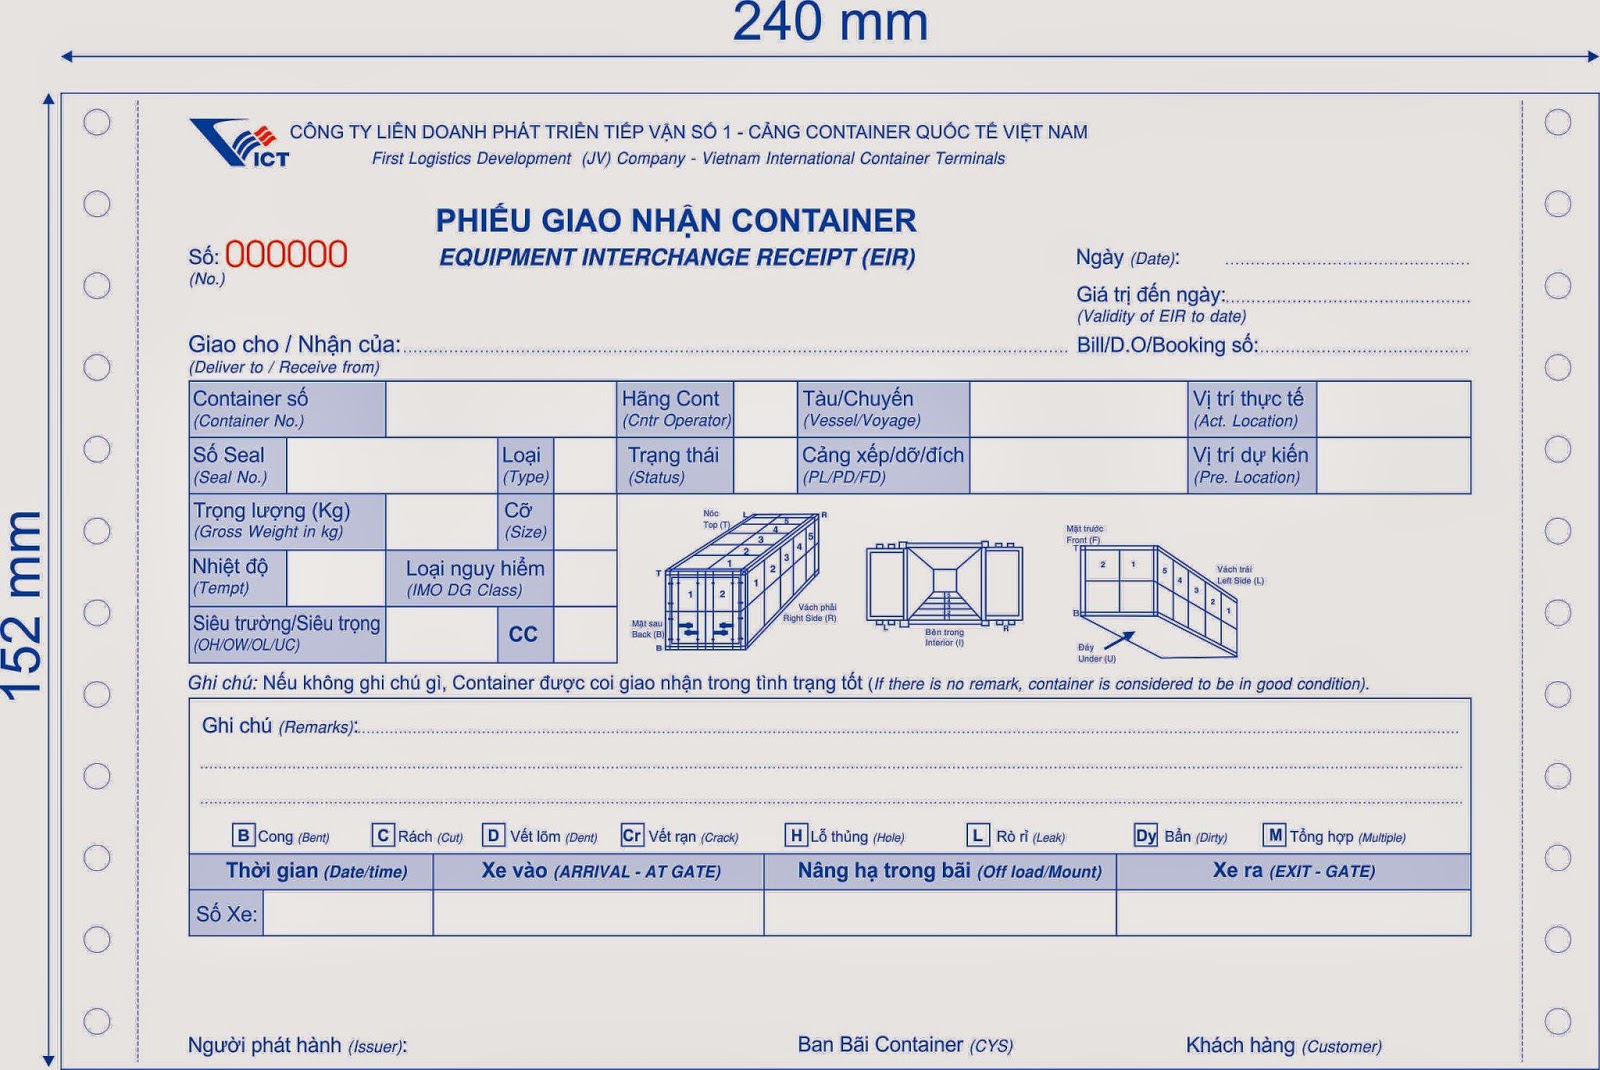 240 mm
152 mm
VICT
CÔNG TY LIÊN DOANH PHÁT TRIỂN TIẾP VẬN SỐ 1 - CẢNG CONTAINER QUỐC TẾ VIỆT NAM
First Logistics Development (JV) Company - Vietnam International Container Terminals
PHIẾU GIAO NHẬN CONTAINER
EQUIPMENT INTERCHANGE RECEIPT (EIR)
Số: 000000
(No.)
Ngày (Date):
Giá trị đến ngày:
(Validity of EIR to date)
Giao cho / Nhận của: Bill/D.O/Booking số:
(Deliver to / Receive from)
Container số Hãng Cont Tàu/Chuyến Vị trí thực tế
(Container No.) (Cntr Operator) (Vessel/Voyage) (Act. Location)
Số Seal Loại Trạng thái Cảng xếp/dỡ/đích Vị trí dự kiến
(Seal No.) (Type) (Status) (PL/PD/FD) (Pre. Location)
Trọng lượng (Kg) Cỡ
(Gross Weight in kg) (Size)
Nhiệt độ Loại nguy hiểm
(Tempt) (IMO DG Class)
Siêu trường/Siêu trọng CC
(OH/OW/OL/UC)
Nóc
Top (T)
L R
5
4
3
2
1
5
4
3
2
1
T
1 2
Mặt sau
Back (B)
B
Vách phải
Right Side (R)
L R
Bên trong
Interior (I)
Mặt trước
Front (F)
T
2 1 5 4 3 2 1
Vách trái
Left Side (L)
B
Đáy
Under (U)
Ghi chú: Nếu không ghi chú gì, Container được coi giao nhận trong tình trạng tốt (If there is no remark, container is considered to be in good condition).
Ghi chú (Remarks):
B Cong (Bent) C Rách (Cut) D Vết lõm (Dent) Cr Vết rạn (Crack) H Lỗ thủng (Hole) L Rò rỉ (Leak) Dy Bẩn (Dirty) M Tổng hợp (Multiple)
Thời gian (Date/time) Xe vào (ARRIVAL - AT GATE) Nâng hạ trong bãi (Off load/Mount) Xe ra (EXIT - GATE)
Số Xe:
Người phát hành (Issuer): Ban Bãi Container (CYS) Khách hàng (Customer)